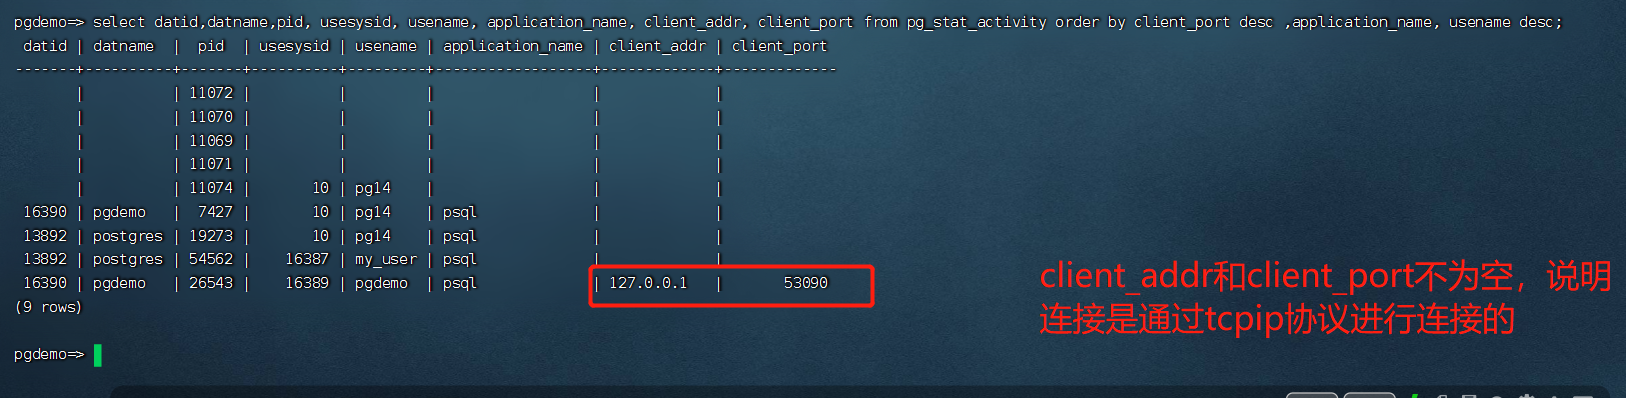 pgdemo=> select datid,datname,pid, usesysid, usename, application_name, client_addr, client_port from pg_stat_activity order by client_port desc ,application_name, usename desc;
 datid | datname  |  pid  | usesysid | usename | application_name | client_addr | client_port
-------+----------+-------+----------+---------+------------------+-------------+-------------
       |          | 11072 |          |         |                  |             |
       |          | 11070 |          |         |                  |             |
       |          | 11069 |          |         |                  |             |
       |          | 11071 |          |         |                  |             |
       |          | 11074 |       10 | pg14    |                  |             |
 16390 | pgdemo   |  7427 |       10 | pg14    | psql             |             |
 13892 | postgres | 19273 |       10 | pg14    | psql             |             |
 13892 | postgres | 54562 |    16387 | my_user | psql             |             |
 16390 | pgdemo   | 26543 |    16389 | pgdemo  | psql             | 127.0.0.1   |       53090
(9 rows)
client_addr和client_port不为空，说明
连接是通过tcpip协议进行连接的
pgdemo=>